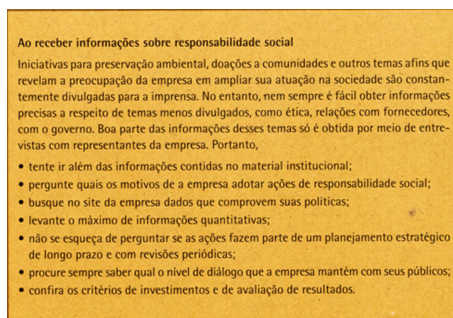 Ao receber informações sobre responsabilidade social
Iniciativas para preservação ambiental, doações a comunidades e outros temas afins que
revelam a preocupação da empresa em ampliar sua atuação na sociedade são constan-
temente divulgadas para a imprensa. No entanto, nem sempre é fácil obter informações
precisas a respeito de temas menos divulgados, como ética, relações com fornecedores,
com o governo. Boa parte das informações desses temas só é obtida por meio de entre-
vistas com representantes da empresa. Portanto,
• tente ir além das informações contidas no material institucional;
• pergunte quais os motivos de a empresa adotar ações de responsabilidade social;
• busque no site da empresa dados que comprovem suas políticas;
• levante o máximo de informações quantitativas;
• não se esqueça de perguntar se as ações fazem parte de um planejamento estratégico
de longo prazo e com revisões periódicas;
• procure sempre saber qual o nível de diálogo que a empresa mantém com seus públicos;
• confira os critérios de investimentos e de avaliação de resultados.